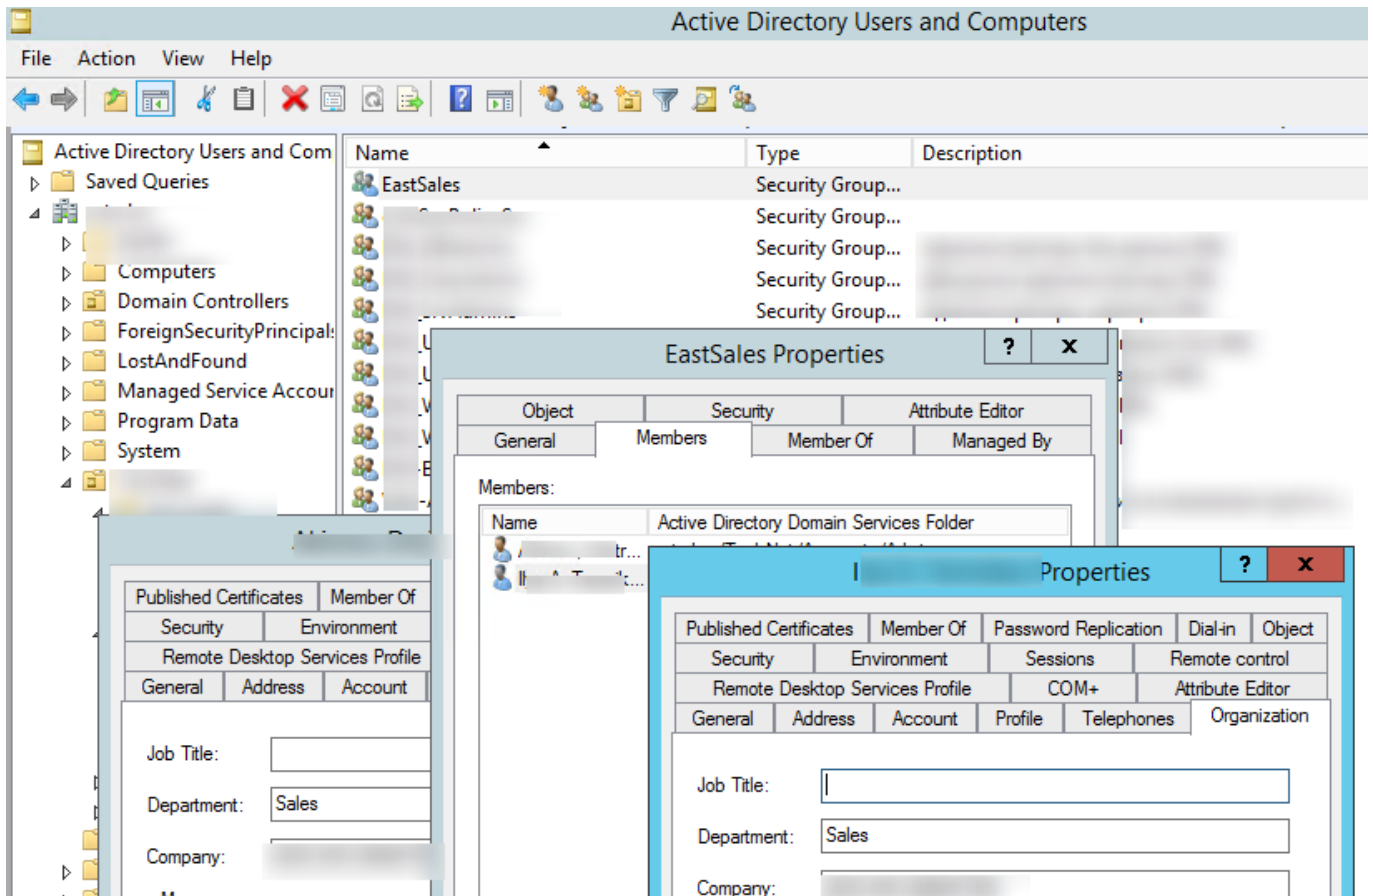 Active Directory Users and Computers
File Action View Help
Active Directory Users and Com
Saved Queries
Computers
Domain Controllers
ForeignSecurityPrincipals
LostAndFound
Managed Service Accour
Program Data
System
Name Type Description
EastSales Security Group...
Security Group...
Security Group...
Security Group...
Security Group...
EastSales Properties
? x
Object Security Attribute Editor
General Members Member Of Managed By
Members:
Name Active Directory Domain Services Folder
Published Certificates Member Of
Security Environment
Remote Desktop Services Profile
General Address Account
Job Title:
Department: Sales
Company:
Properties
? x
Published Certificates Member Of Password Replication Dial-in Object
Security Environment Sessions Remote control
Remote Desktop Services Profile COM+ Attribute Editor
General Address Account Profile Telephones Organization
Job Title:
Department: Sales
Company: